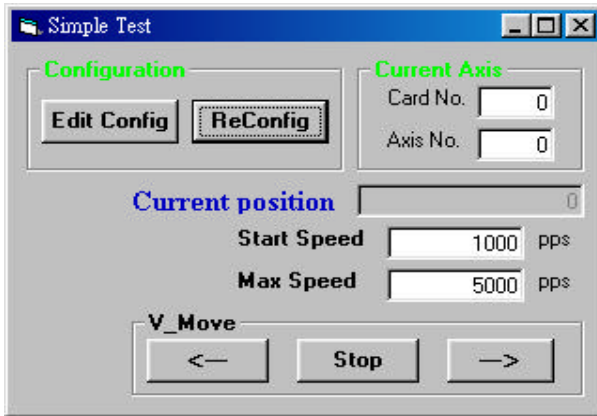 Simple Test
Configuration
Edit Config ReConfig
Current Axis
Card No. 0
Axis No. 0
Current position 0
Start Speed 1000 pps
Max Speed 5000 pps
V_Move
<— Stop —>